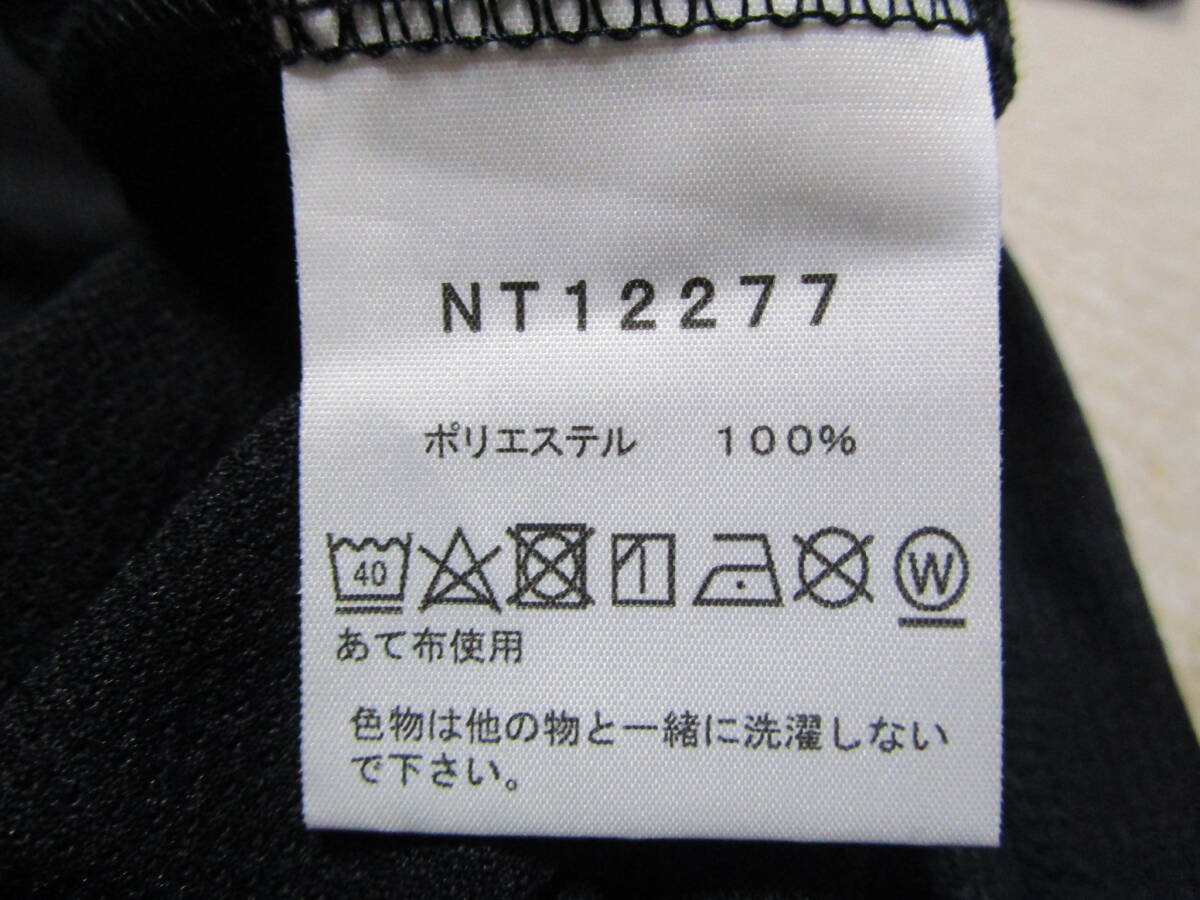 NT12277
ポリエステル 100%
40 W
あて布使用
色物は他の物と一緒に洗濯しない
で下さい。